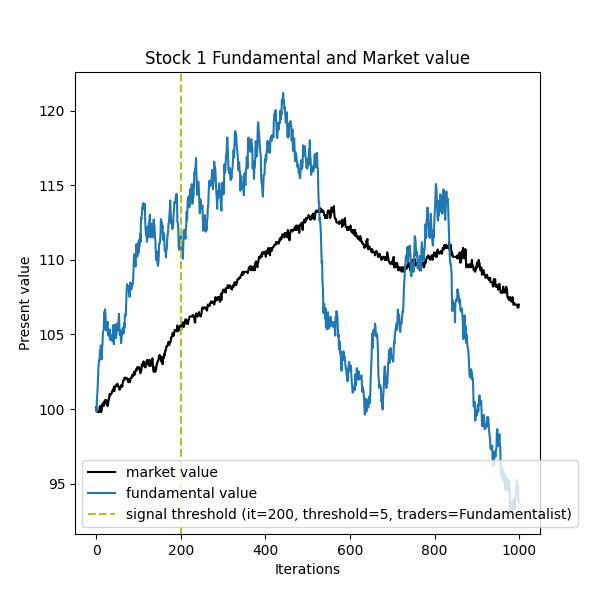 Stock 1 Fundamental and Market value
Present value
120
115
110
105
100
95
market value
fundamental value
signal threshold (it=200, threshold=5, traders=Fundamentalist)
0 200 400 600 800 1000
Iterations